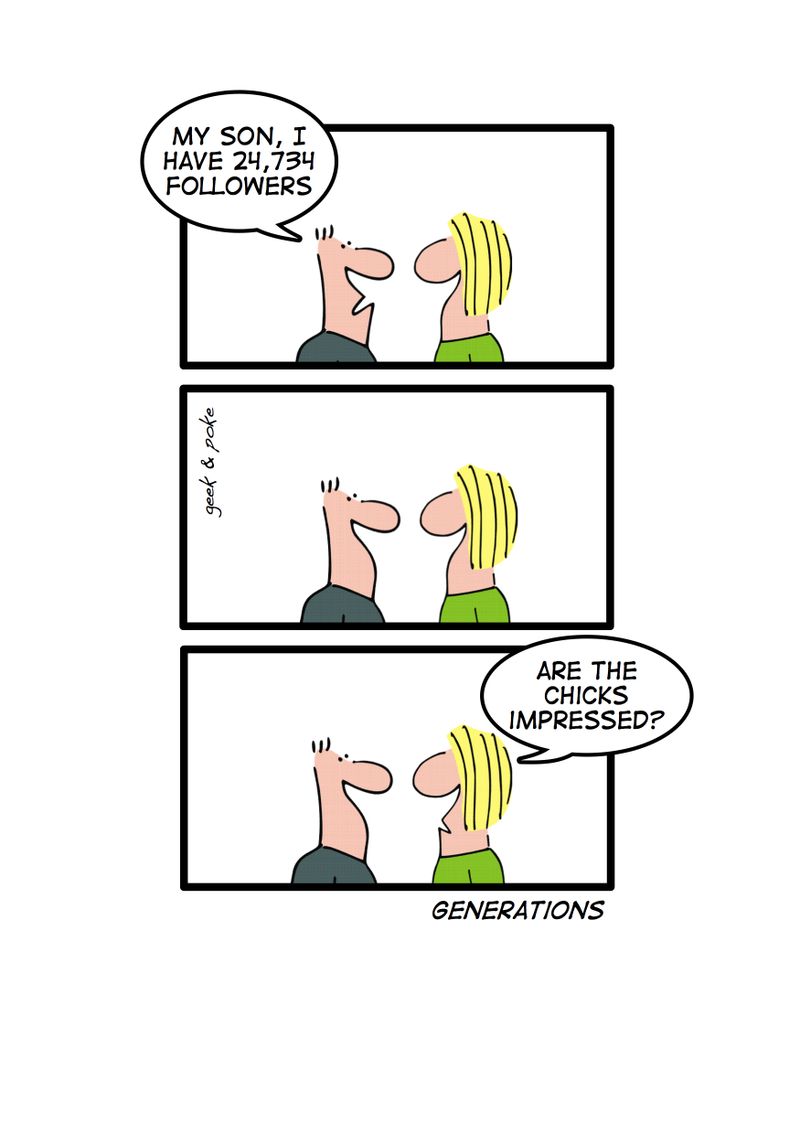 MY SON, I
HAVE 24,734
FOLLOWERS
geek & poke
ARE THE
CHICKS
IMPRESSED?
GENERATIONS